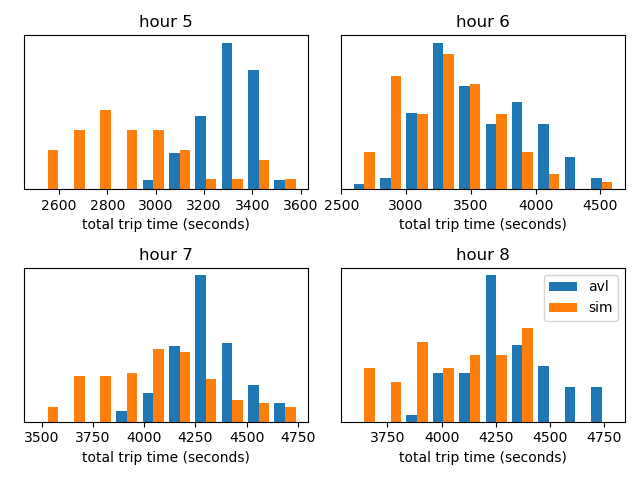 hour 5
2600 2800 3000 3200 3400 3600
total trip time (seconds)
hour 6
2500 3000 3500 4000 4500
total trip time (seconds)
hour 7
3500 3750 4000 4250 4500 4750
total trip time (seconds)
hour 8
avl
sim
3750 4000 4250 4500 4750
total trip time (seconds)